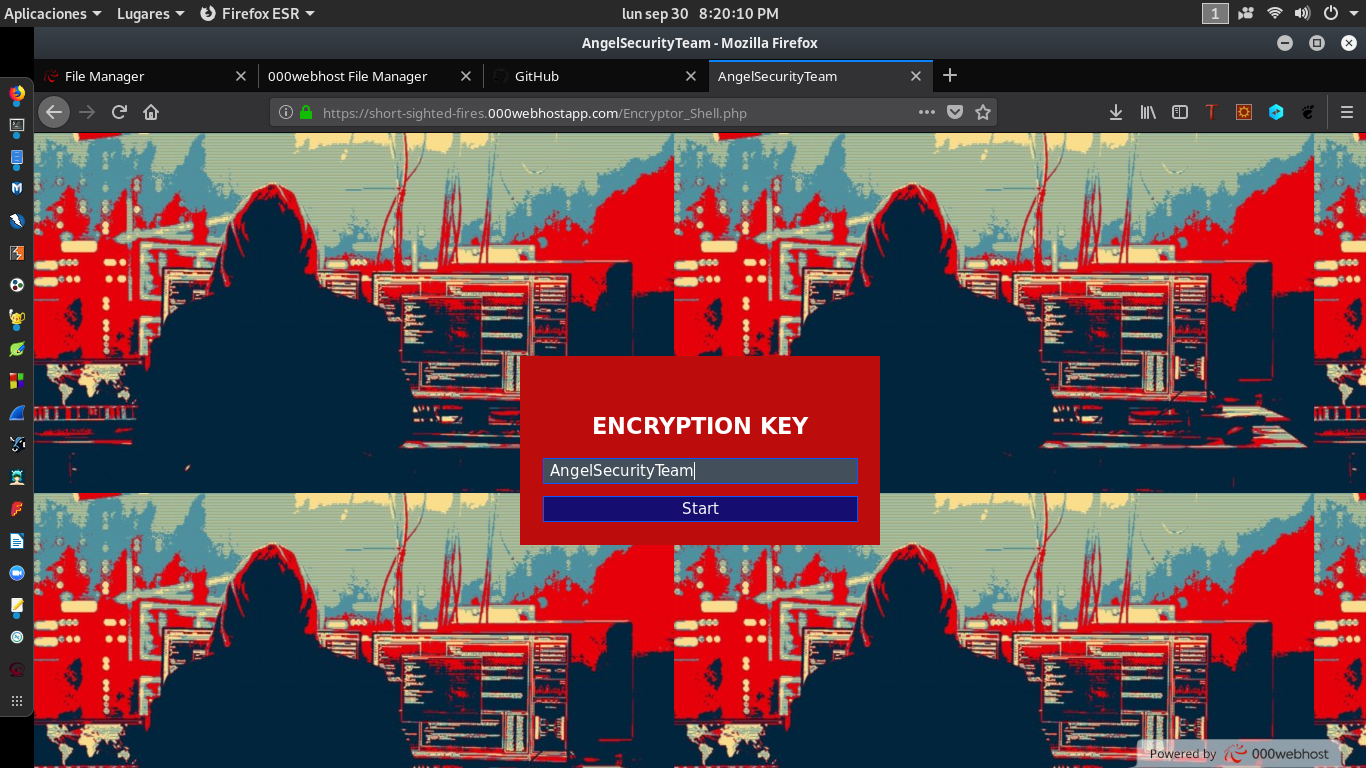 Aplicaciones Lugares Firefox ESR lun sep 30 8:20:10 PM 1
AngelSecurityTeam - Mozilla Firefox
File Manager 000webhost File Manager GitHub AngelSecurityTeam
https://short-sighted-fires.000webhostapp.com/Encryptor_Shell.php
ENCRYPTION KEY
AngelSecurityTeam
Start
Powered by 000webhost